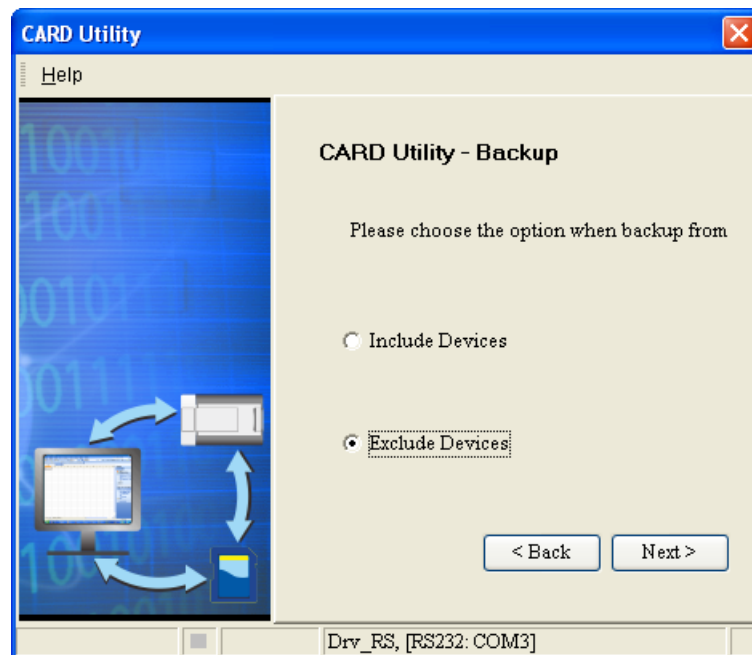 CARD Utility
Help
CARD Utility - Backup
Please choose the option when backup from
Include Devices
Exclude Devices
< Back
Next >
Drv_RS, [RS232: COM3]